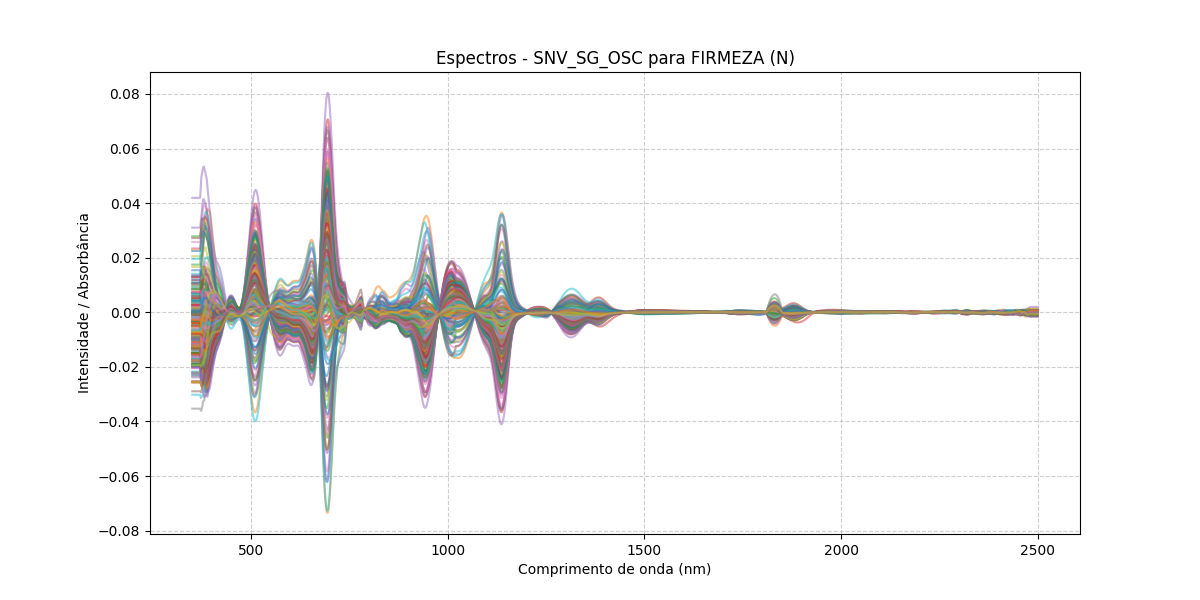 Espectros - SNV_SG_OSC para FIRMEZA (N)
Intensidade / Absorbância
0.08
0.06
0.04
0.02
0.00
−0.02
−0.04
−0.06
−0.08
500 1000 1500 2000 2500
Comprimento de onda (nm)